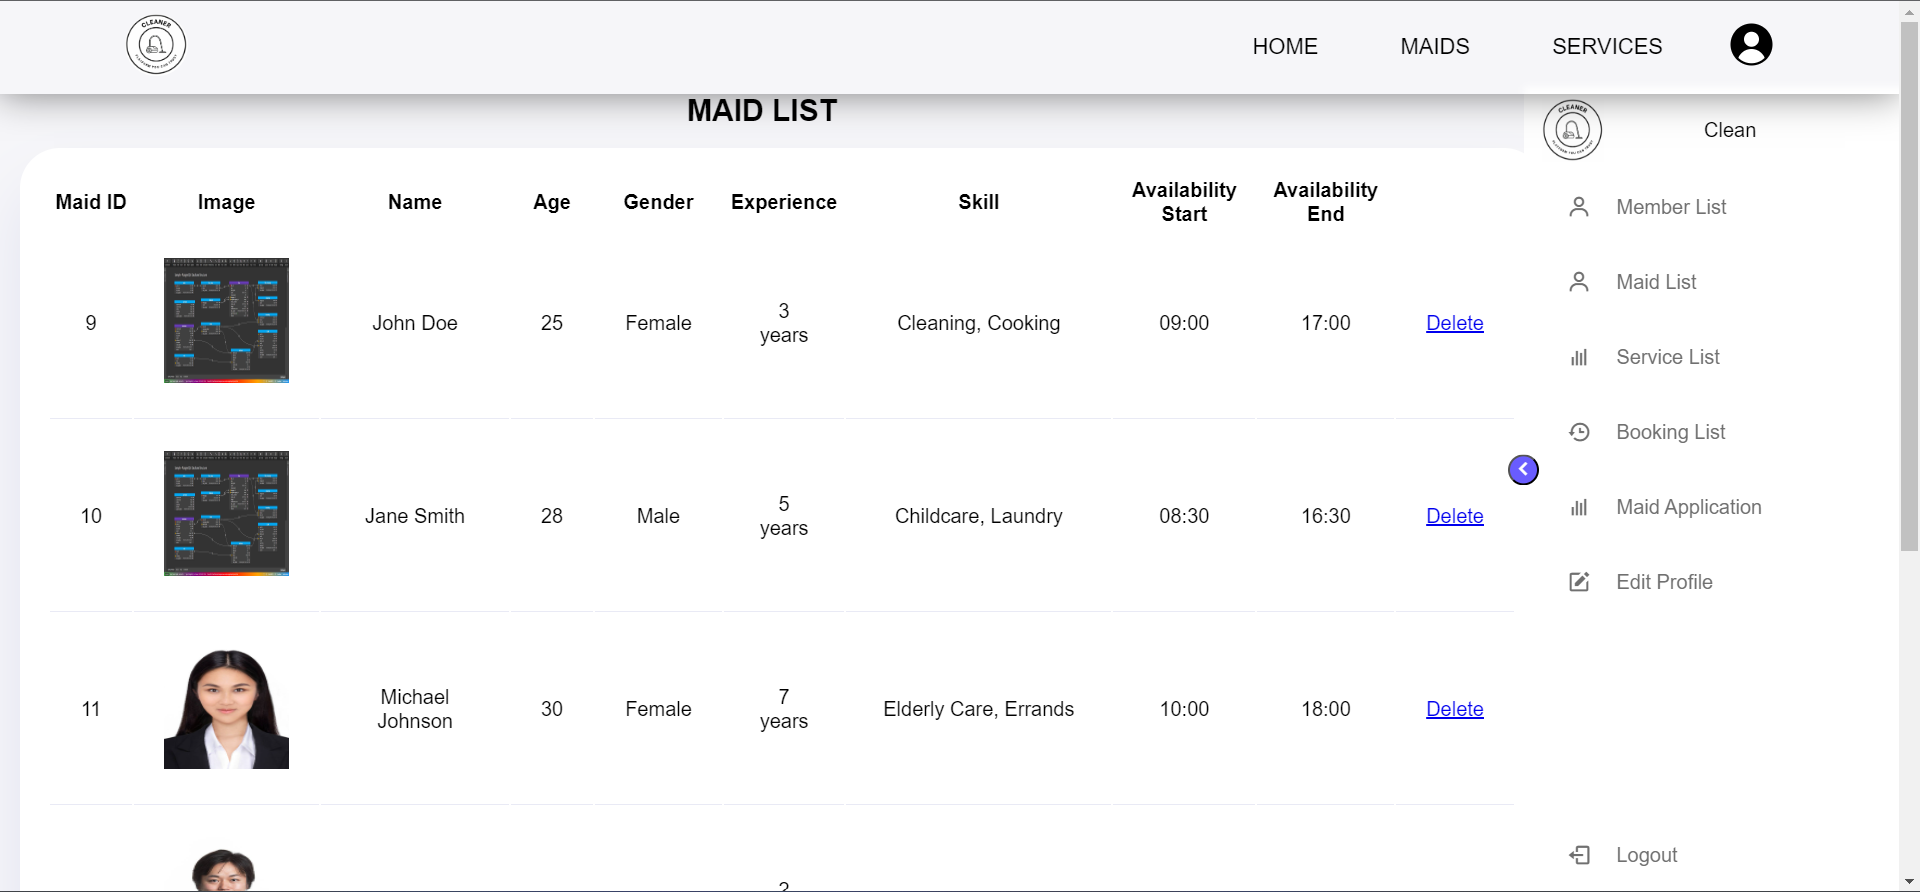 CLEANER
HOME
MAIDS
SERVICES
MAID LIST
CLEANER
Clean
Maid ID
Image
Name
Age
Gender
Experience
Skill
Availability
Start
Availability
End
9
John Doe
25
Female
3
years
Cleaning, Cooking
09:00
17:00
Delete
10
Jane Smith
28
Male
5
years
Childcare, Laundry
08:30
16:30
Delete
11
Michael
Johnson
30
Female
7
years
Elderly Care, Errands
10:00
18:00
Delete
Member List
Maid List
Service List
Booking List
Maid Application
Edit Profile
Logout